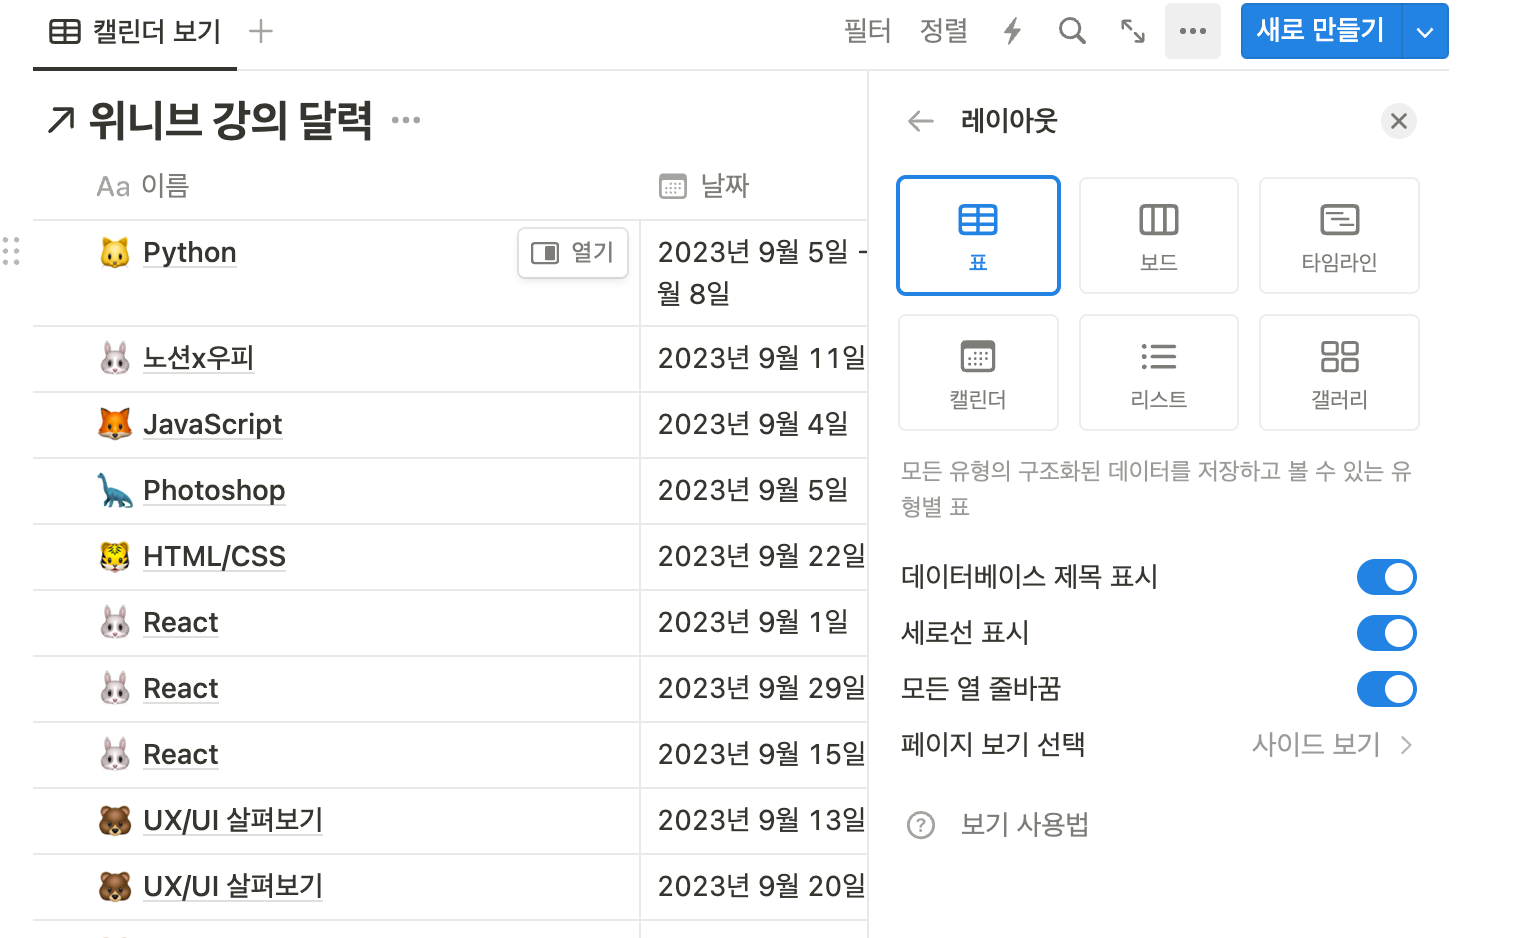 캘린더 보기
필터 정렬 새로 만들기
위니브 강의 달력
Aa 이름 날짜
Python 열기 2023년 9월 5일 -
월 8일
노션x우피 2023년 9월 11일
JavaScript 2023년 9월 4일
Photoshop 2023년 9월 5일
HTML/CSS 2023년 9월 22일
React 2023년 9월 1일
React 2023년 9월 29일
React 2023년 9월 15일
UX/UI 살펴보기 2023년 9월 13일
UX/UI 살펴보기 2023년 9월 20일
레이아웃
표 보드 타임라인
캘린더 리스트 갤러리
모든 유형의 구조화된 데이터를 저장하고 볼 수 있는 유
형별 표
데이터베이스 제목 표시
세로선 표시
모든 열 줄바꿈
페이지 보기 선택 사이드 보기
? 보기 사용법